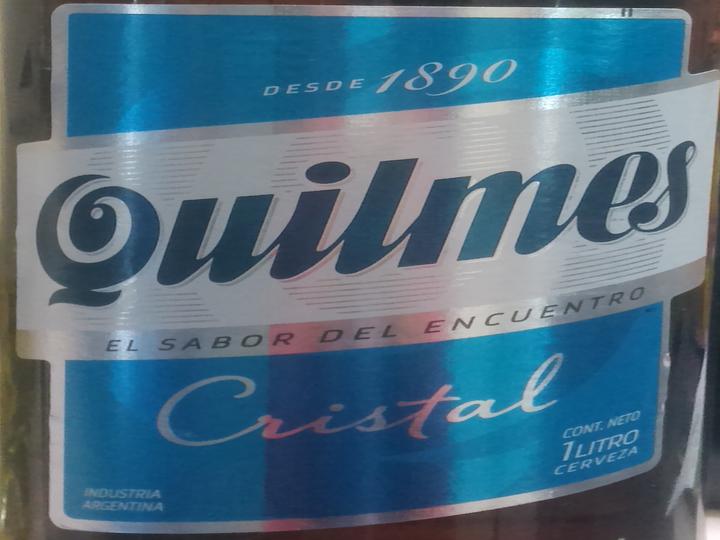 DESDE 1890
Quilmes
EL SABOR DEL ENCUENTRO
Cristal
CONT. NETO
1 LITRO
CERVEZA
INDUSTRIA
ARGENTINA